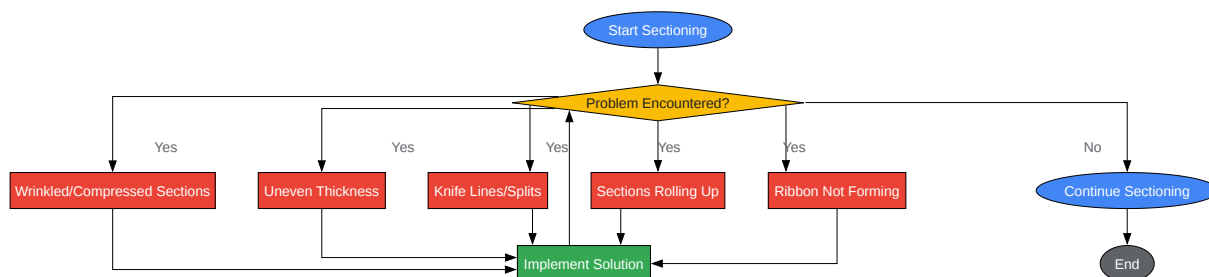 Start Sectioning
Problem Encountered?
Yes
Yes
Yes
Yes
Yes
No
Wrinkled/Compressed Sections
Uneven Thickness
Knife Lines/Splits
Sections Rolling Up
Ribbon Not Forming
Continue Sectioning
Implement Solution
End